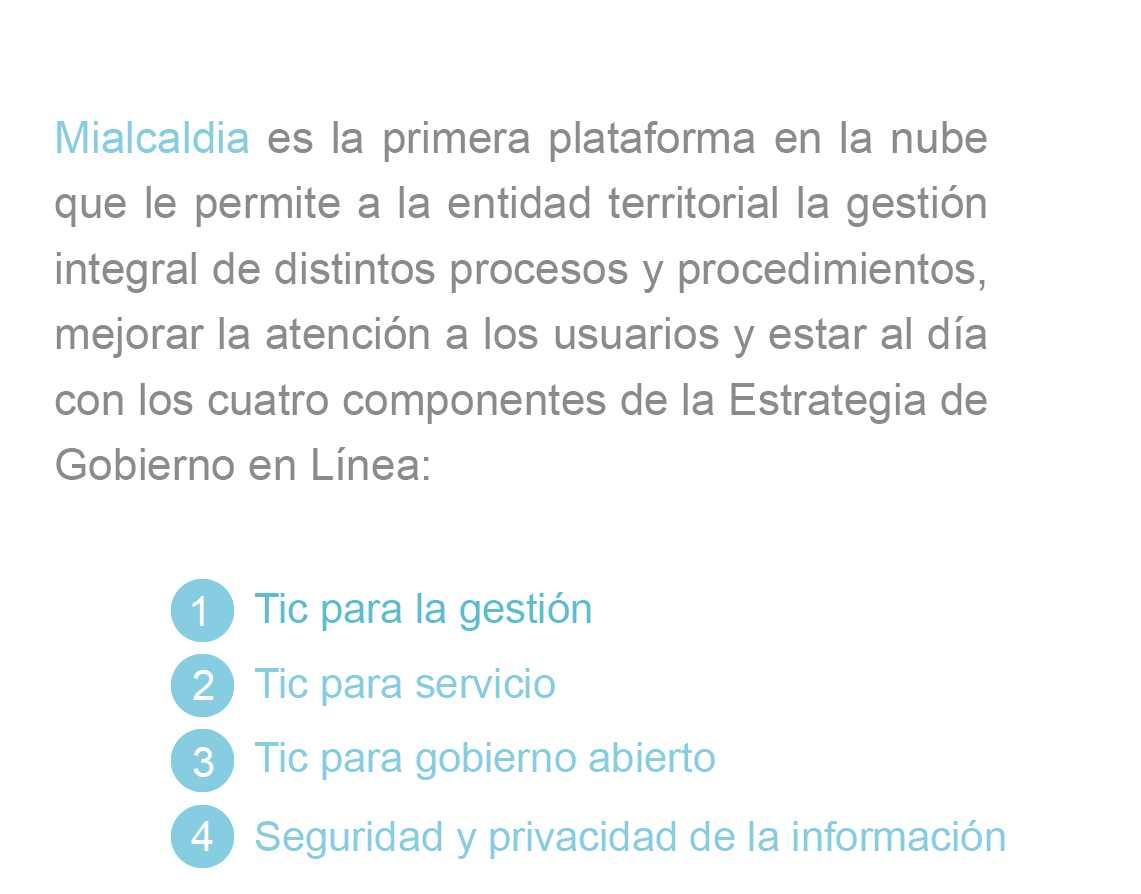 Mialcaldia es la primera plataforma en la nube
que le permite a la entidad territorial la gestión
integral de distintos procesos y procedimientos,
mejorar la atención a los usuarios y estar al día
con los cuatro componentes de la Estrategia de
Gobierno en Línea:
1 Tic para la gestión
2 Tic para servicio
3 Tic para gobierno abierto
4 Seguridad y privacidad de la información